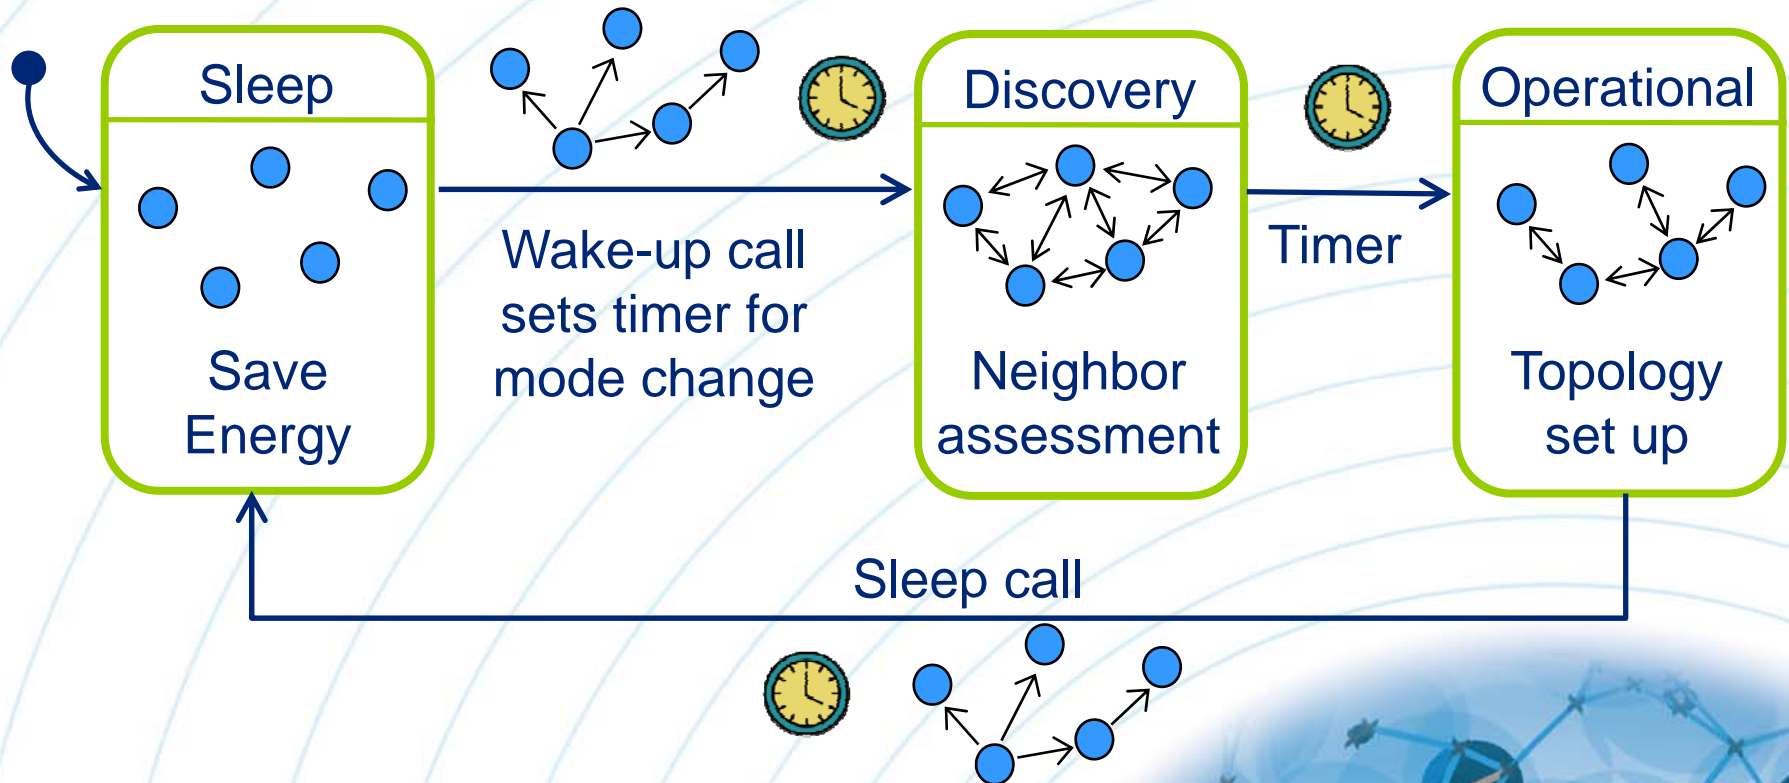 Sleep
Save
Energy
Wake-up call
sets timer for
mode change
Discovery
Neighbor
assessment
Timer
Operational
Topology
set up
Sleep call